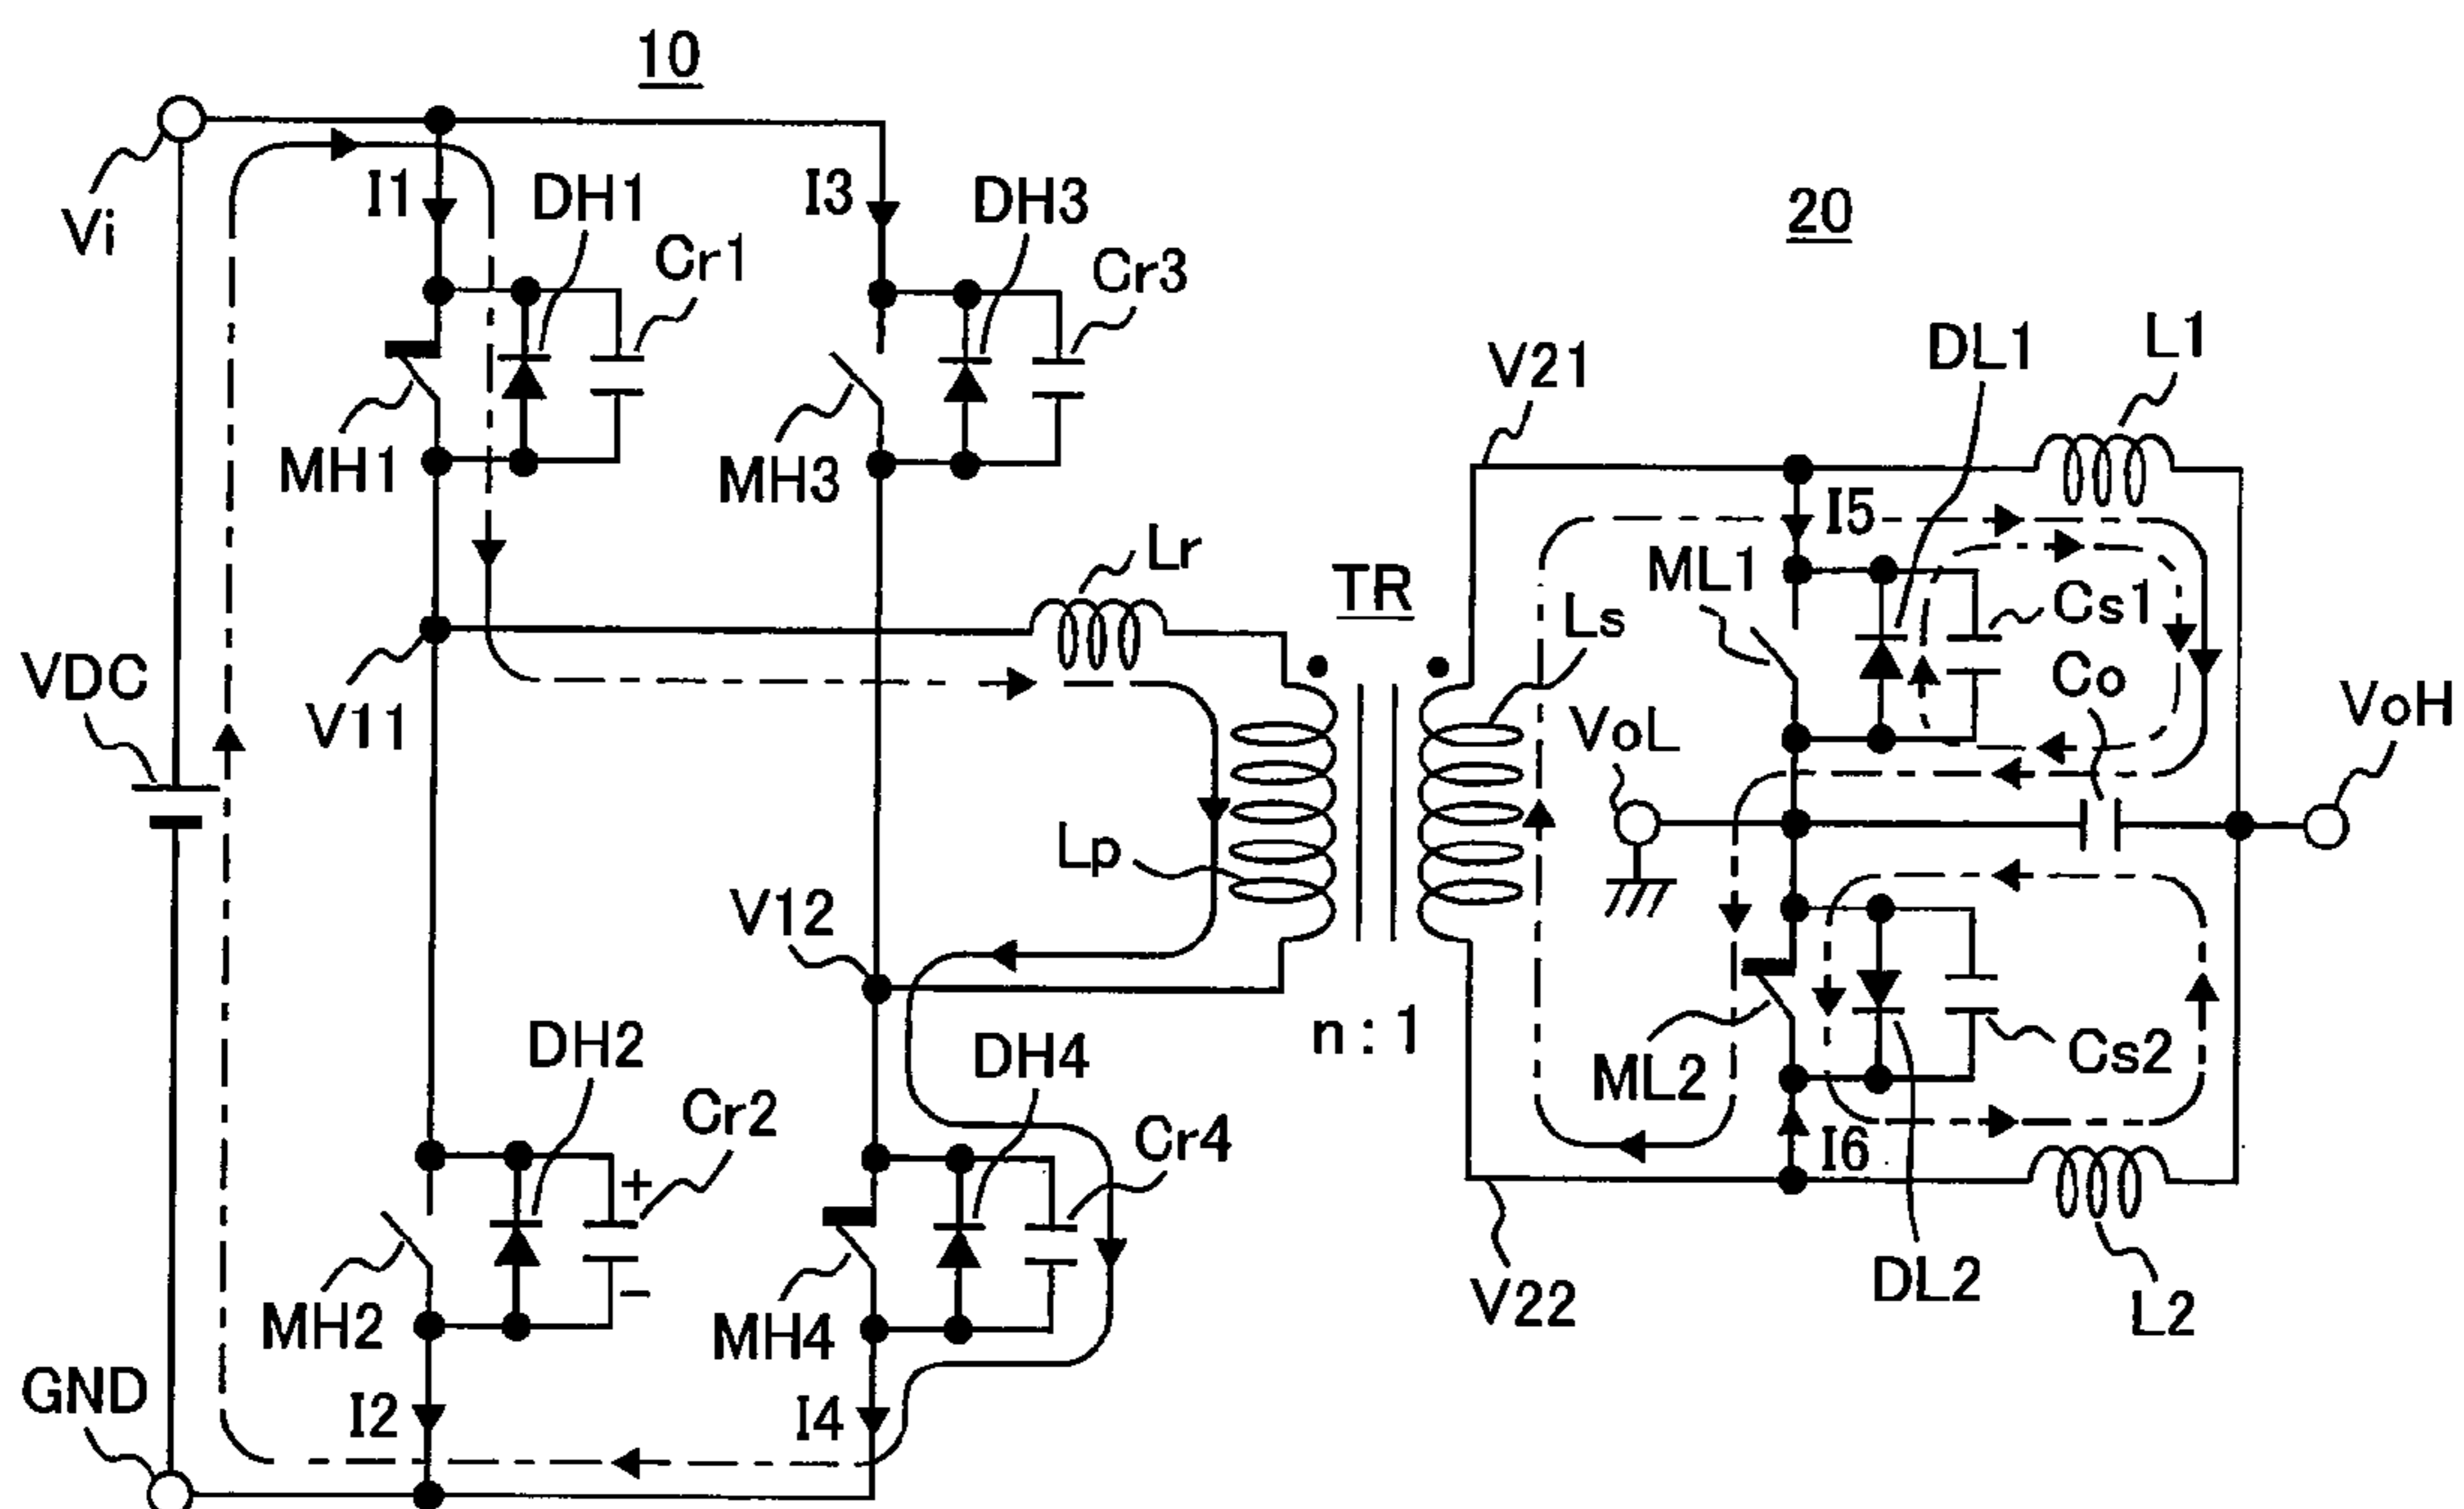 10
Vi
I1
DH1
Cr1
I3
DH3
Cr3
20
MH1
MH3
V21
DL1
L1
I5
ML1
Cs1
Lr
TR
Ls
Co
VoL
VoH
VDC
V11
Lp
V12
n : 1
ML2
Cs2
I6
DH2
Cr2
+
−
DH4
Cr4
MH2
MH4
V22
DL2
L2
GND
I2
I4